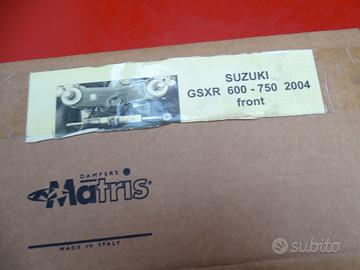 SUZUKI
GSXR 600 - 750 2004
front
DAMPERS
Matris®
MADE IN ITALY
subito